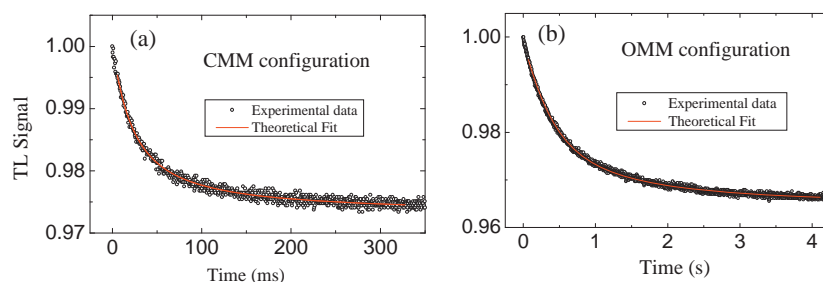 (a)
CMM configuration
Experimental data
Theoretical Fit
TL Signal
1.00
0.99
0.98
0.97
0
100
200
300
Time (ms)
(b)
OMM configuration
Experimental data
Theoretical Fit
1.00
0.98
0.96
0
1
2
3
4
Time (s)